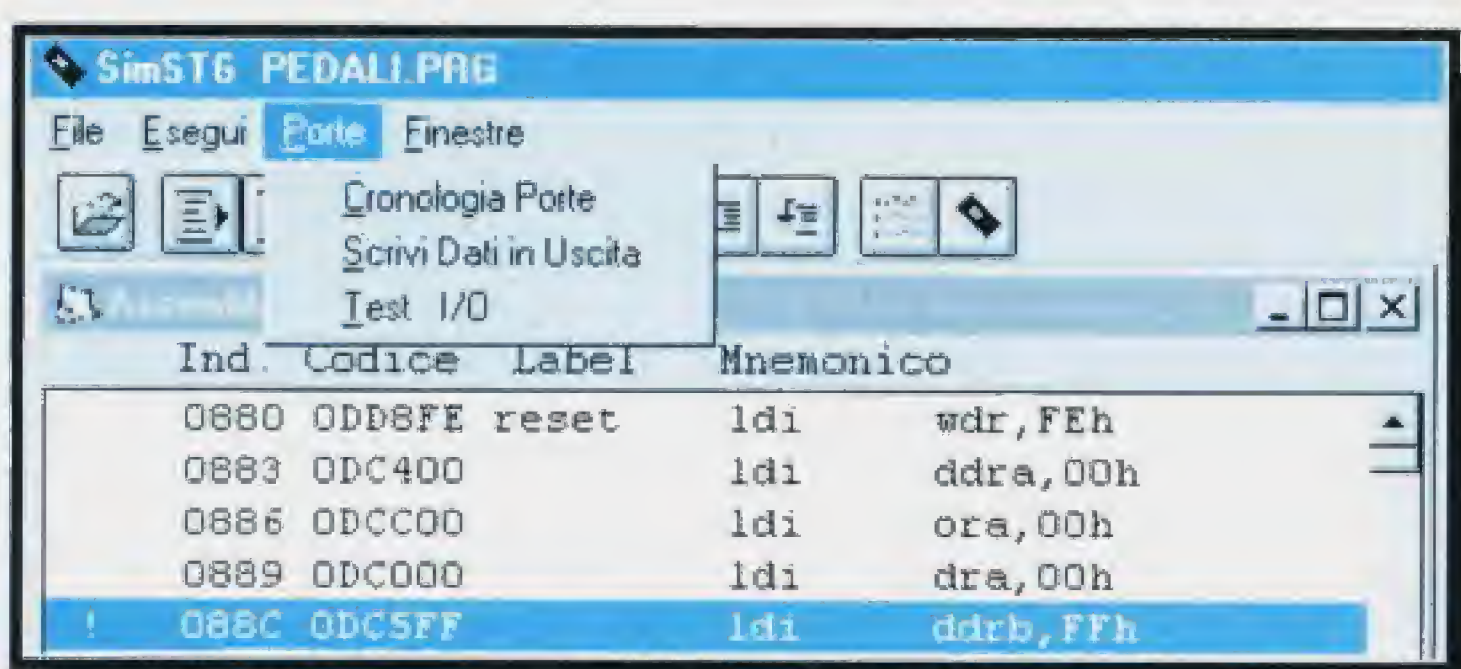 SimST6 PEDALI.PRG
File Esegui Porte Finestre
Cronologia Porte
Scrivi Dati in Uscita
Test I/O
Ind. Codice Label Mnemonico
0880 0DD8FE reset ldi wdr,FEh
0883 0DC400 ldi ddra,00h
0886 0DCC00 ldi ora,00h
0889 0DC000 ldi dra,00h
! 088C 0DC5FF ldi ddrb,FFh